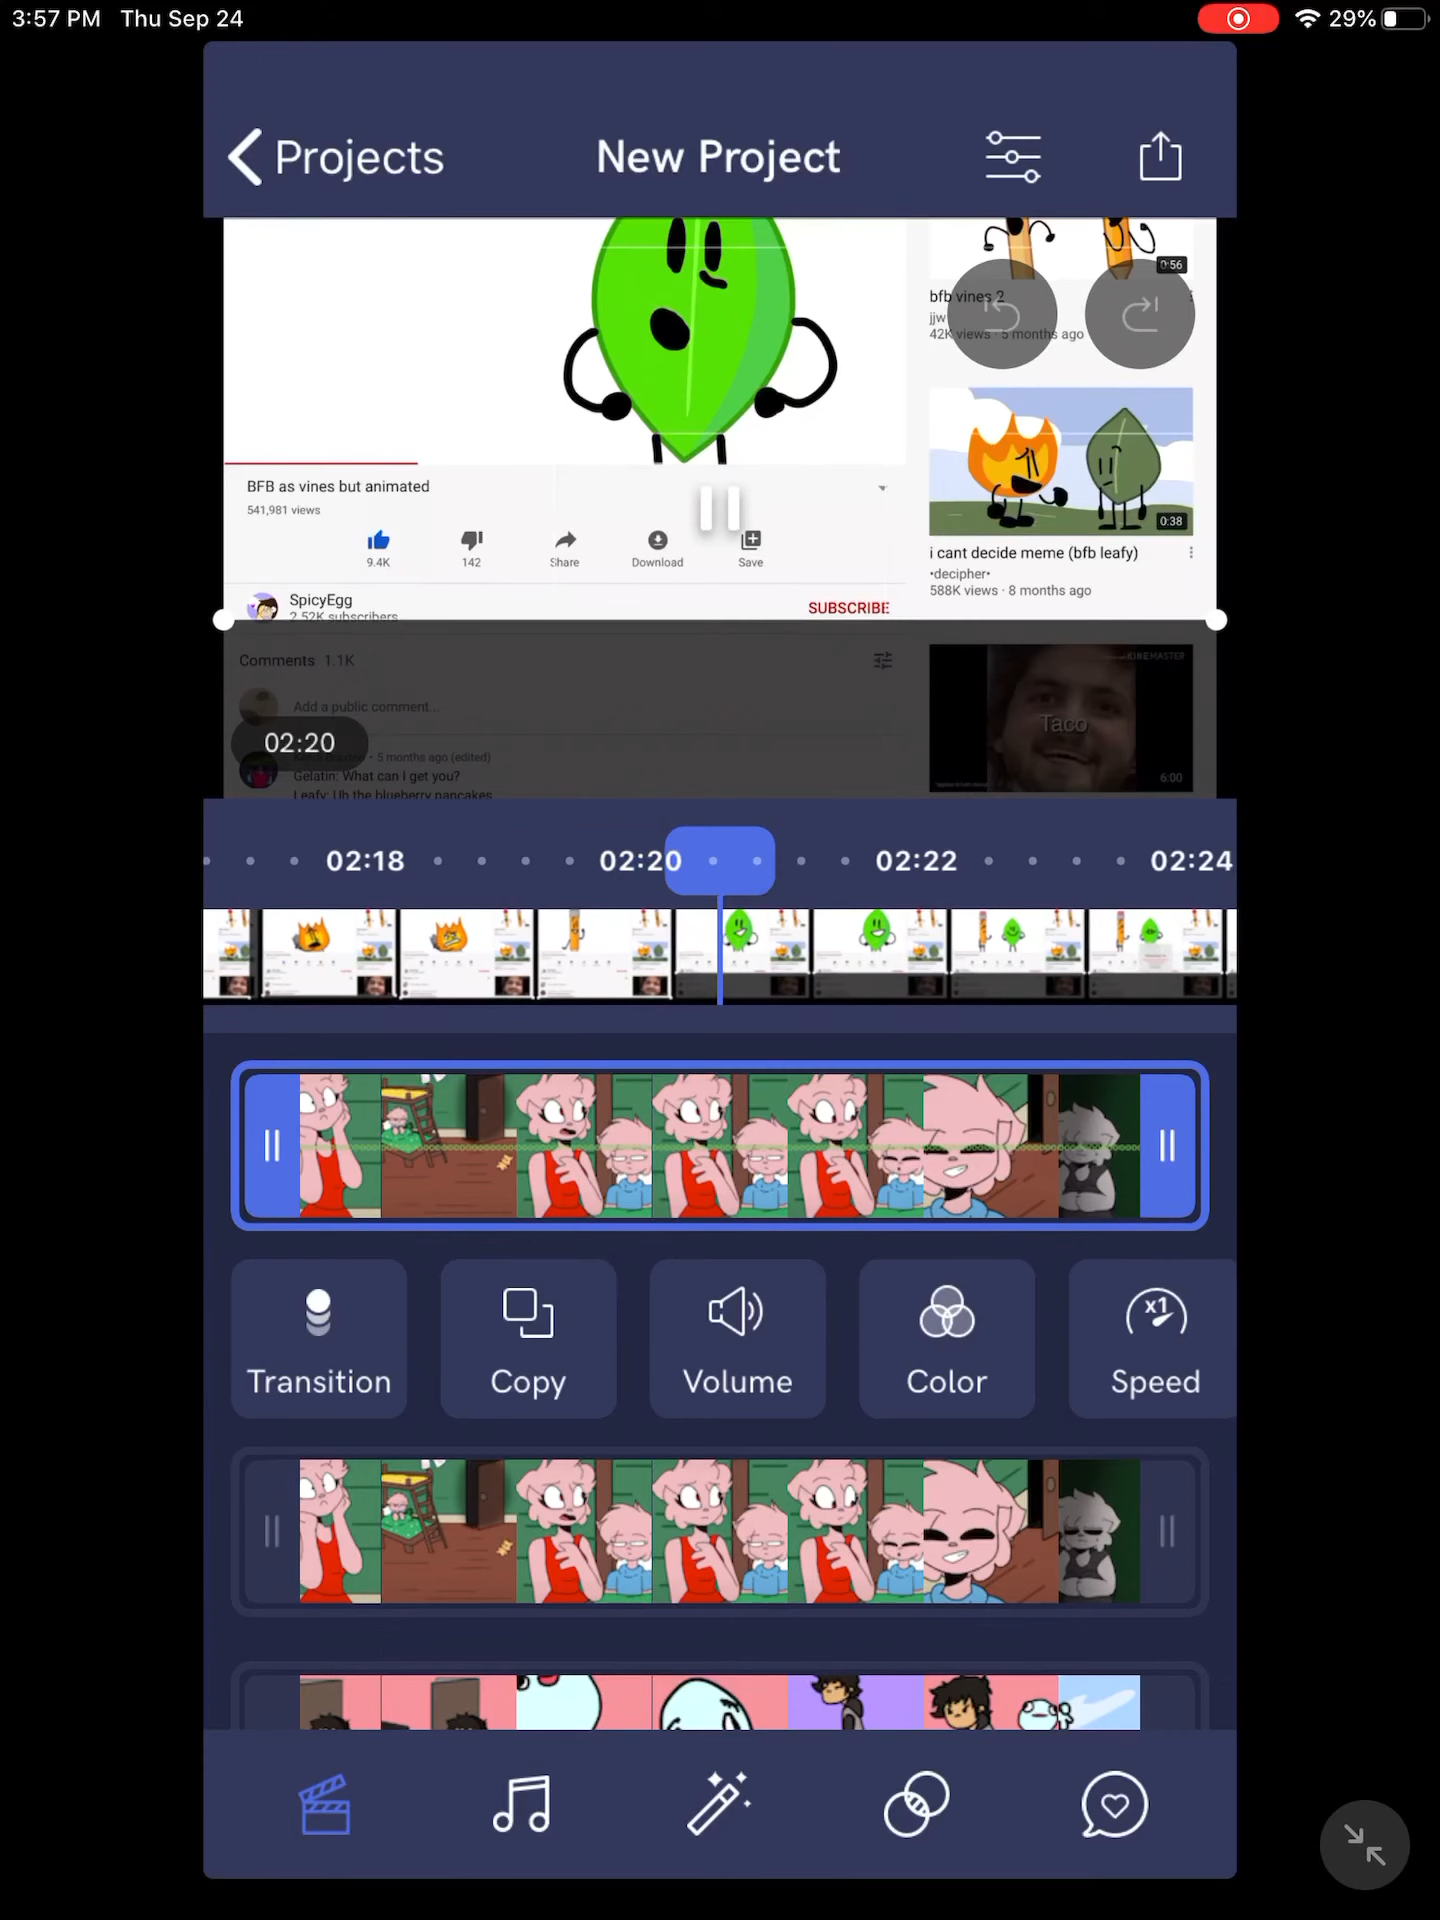 3:57 PM Thu Sep 24
29%
Projects
New Project
0:56
bfb vines 2
jjw
42K views · 5 months ago
BFB as vines but animated
541,981 views
9.4K
142
Share
Download
Save
0:38
i cant decide meme (bfb leafy)
•decipher•
588K views · 8 months ago
SpicyEgg
2.52K subscribers
SUBSCRIBE
Comments 1.1K
KINEMASTER
Add a public comment...
Taco
02:20
• 5 months ago (edited)
Gelatin: What can I get you?
6:00
Leafy: Uh the blueberry pancakes
02:18
02:20
02:22
02:24
Transition
Copy
Volume
Color
x1
Speed